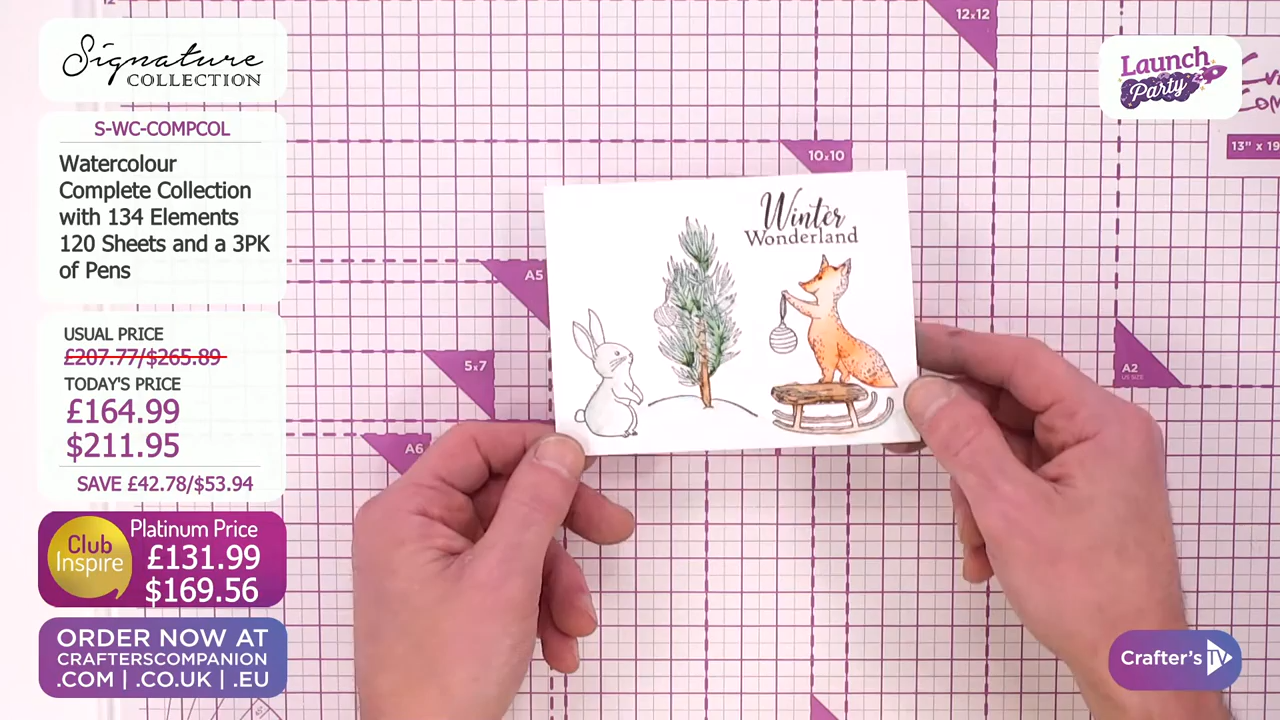 Signature
COLLECTION
S-WC-COMPCOL
Watercolour
Complete Collection
with 134 Elements
120 Sheets and a 3PK
of Pens
USUAL PRICE
£207.77/$265.89
TODAY'S PRICE
£164.99
$211.95
SAVE £42.78/$53.94
Club
Inspire
Platinum Price
£131.99
$169.56
ORDER NOW AT
CRAFTERSCOMPANION
.COM | .CO.UK | .EU
12x12
Launch
Party
13" x 19
10x10
A5
5x7
A6
A2
US SIZE
Winter
Wonderland
Crafter's TV